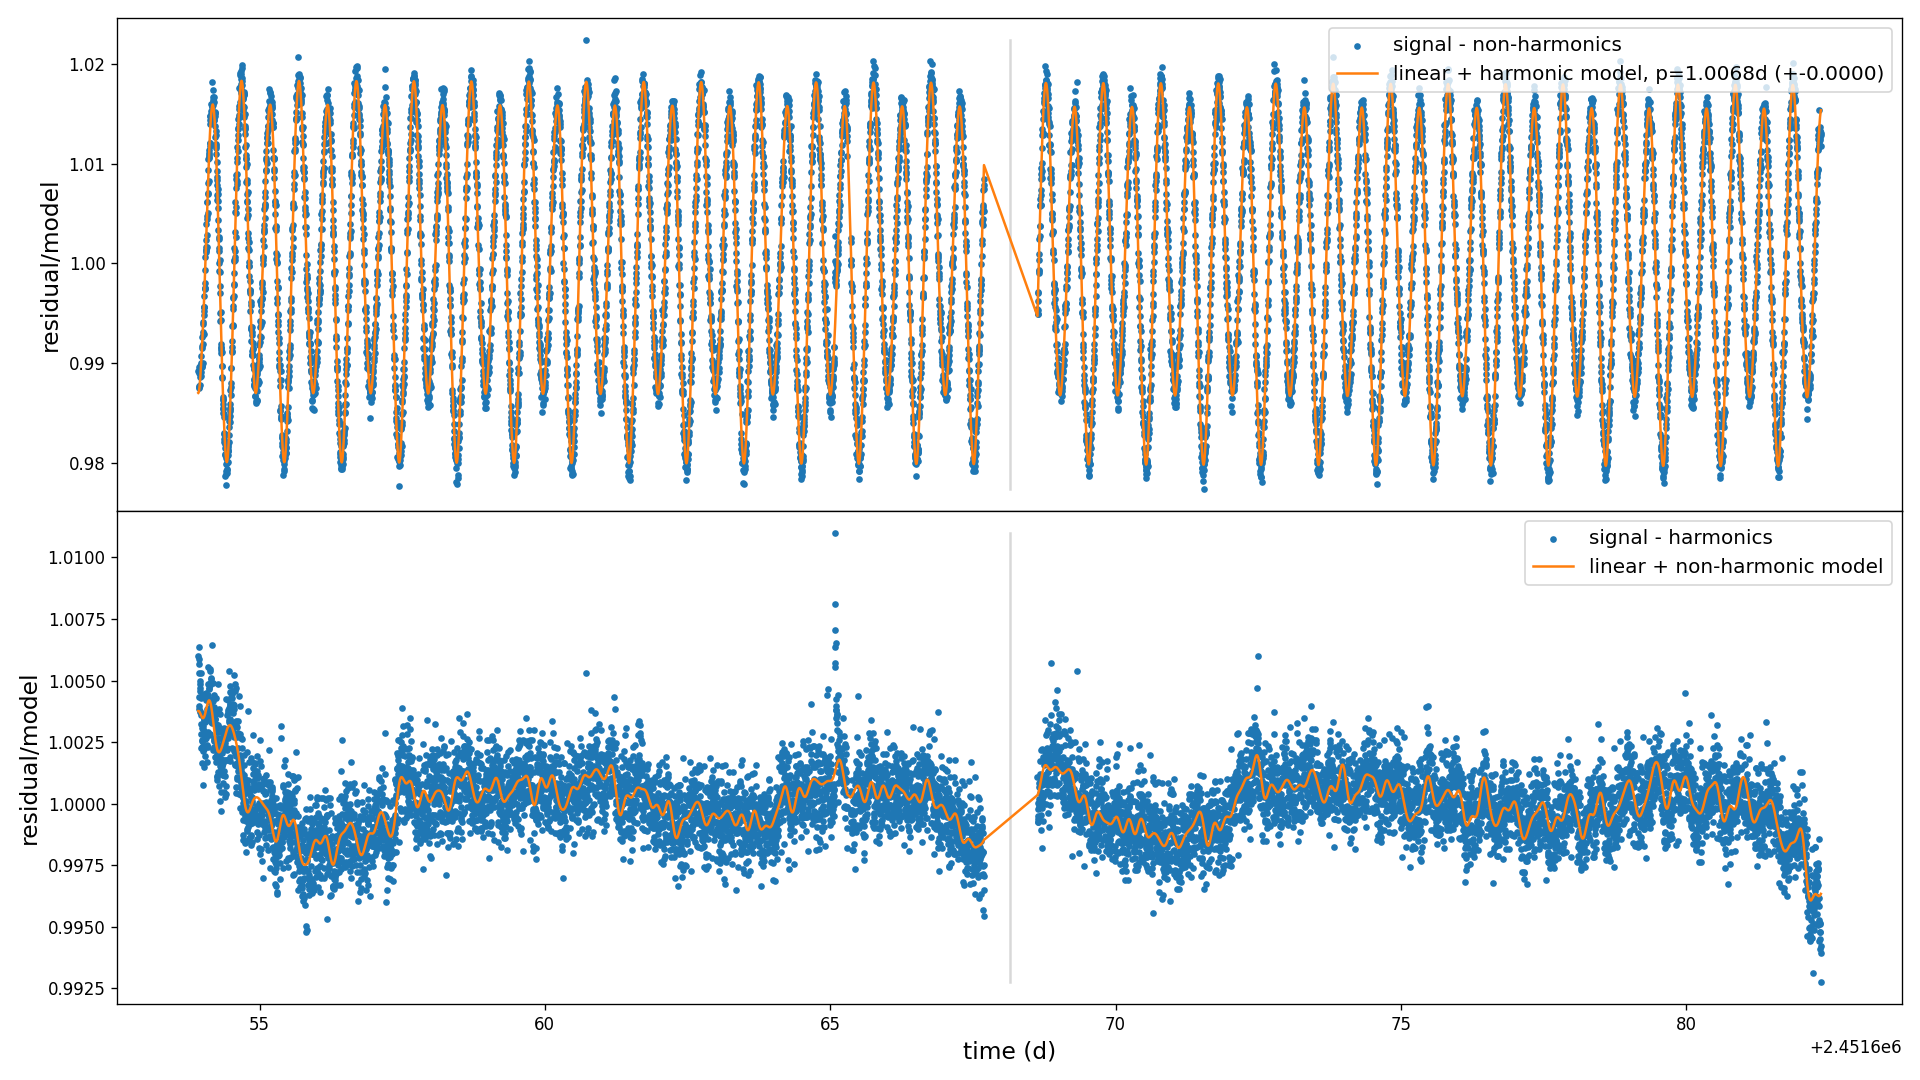 signal - non-harmonics
linear + harmonic model, p=1.0068d (+-0.0000)
1.02
1.01
1.00
0.99
0.98
residual/model
signal - harmonics
linear + non-harmonic model
1.0100
1.0075
1.0050
1.0025
1.0000
0.9975
0.9950
0.9925
residual/model
55
60
65
70
75
80
time (d)
+2.4516e6